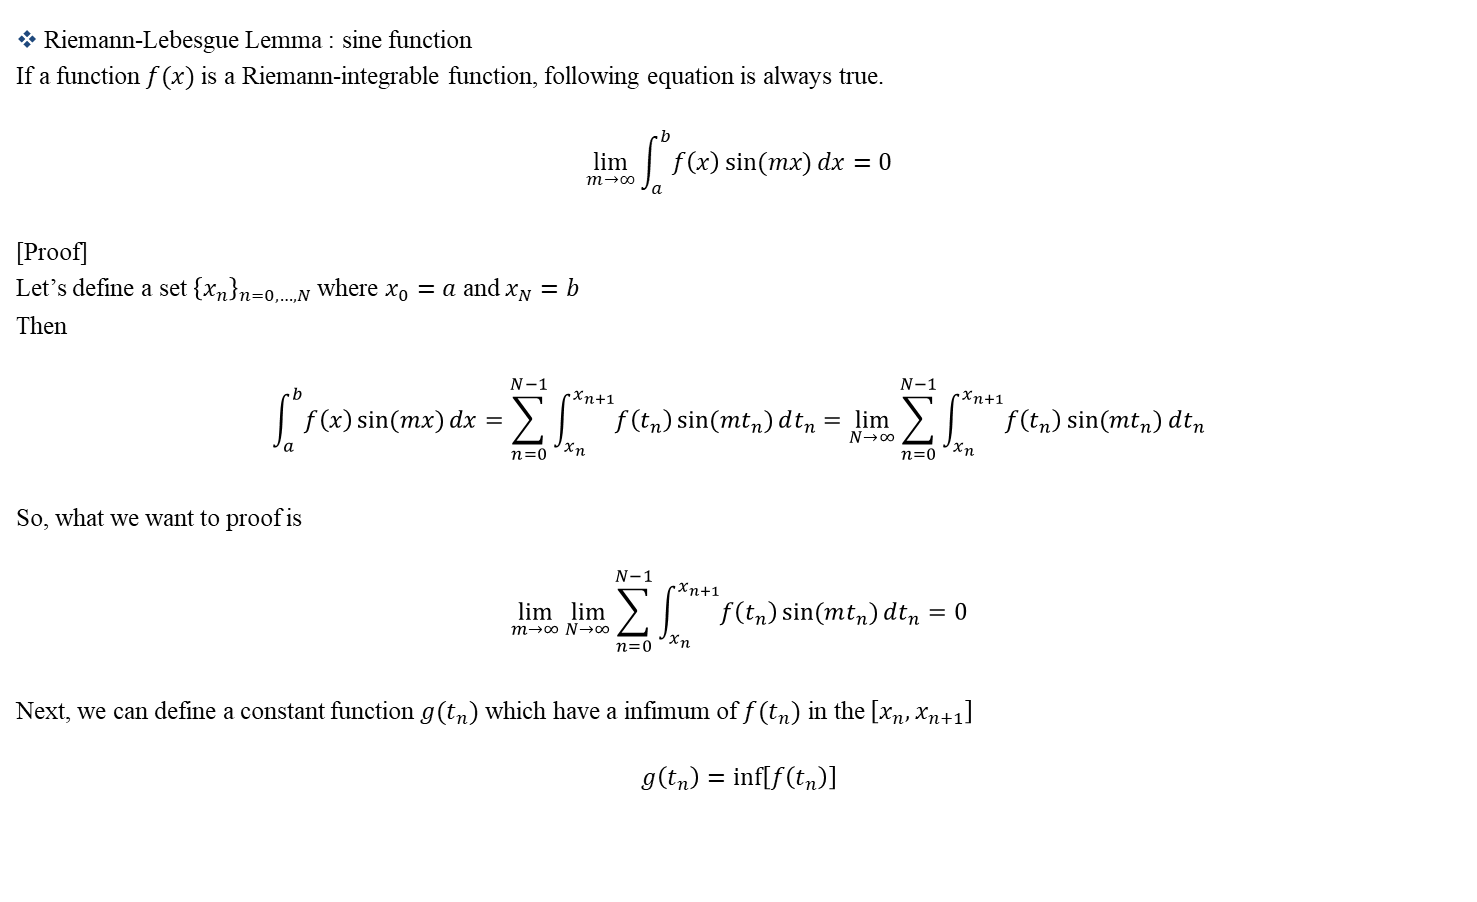 ❖ Riemann-Lebesgue Lemma : sine function
If a function f(x) is a Riemann-integrable function, following equation is always true.
lim_{m→∞} ∫_a^b f(x) sin(mx) dx = 0
[Proof]
Let’s define a set {x_n}_{n=0,…,N} where x_0 = a and x_N = b
Then
∫_a^b f(x) sin(mx) dx = ∑_{n=0}^{N−1} ∫_{x_n}^{x_{n+1}} f(t_n) sin(mt_n) dt_n = lim_{N→∞} ∑_{n=0}^{N−1} ∫_{x_n}^{x_{n+1}} f(t_n) sin(mt_n) dt_n
So, what we want to proof is
lim_{m→∞} lim_{N→∞} ∑_{n=0}^{N−1} ∫_{x_n}^{x_{n+1}} f(t_n) sin(mt_n) dt_n = 0
Next, we can define a constant function g(t_n) which have a infimum of f(t_n) in the [x_n, x_{n+1}]
g(t_n) = inf[f(t_n)]